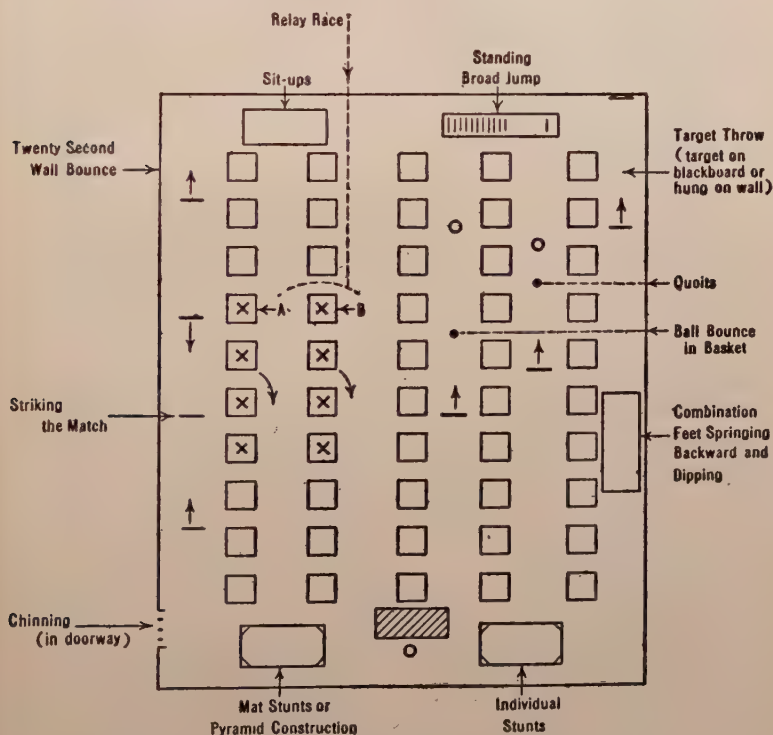 Relay Race
Sit-ups
Standing
Broad Jump
Twenty Second
Wall Bounce
Target Throw
(target on
blackboard or
hung on wall)
Quoits
A
B
Ball Bounce
in Basket
Striking
the Match
Combination
Feet Springing
Backward and
Dipping
Chinning
(in doorway)
Mat Stunts or
Pyramid Construction
Individual
Stunts